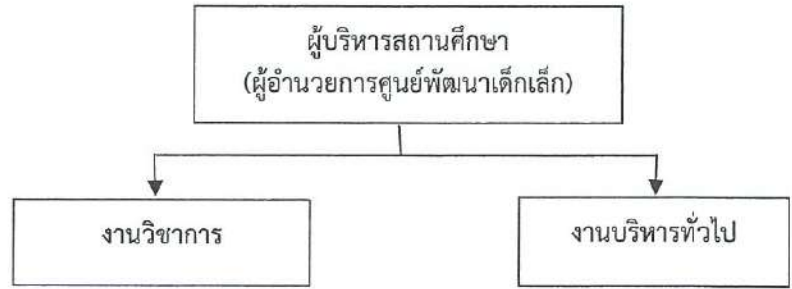 ผู้บริหารสถานศึกษา
(ผู้อำนวยการศูนย์พัฒนาเด็กเล็ก)
งานวิชาการ
งานบริหารทั่วไป